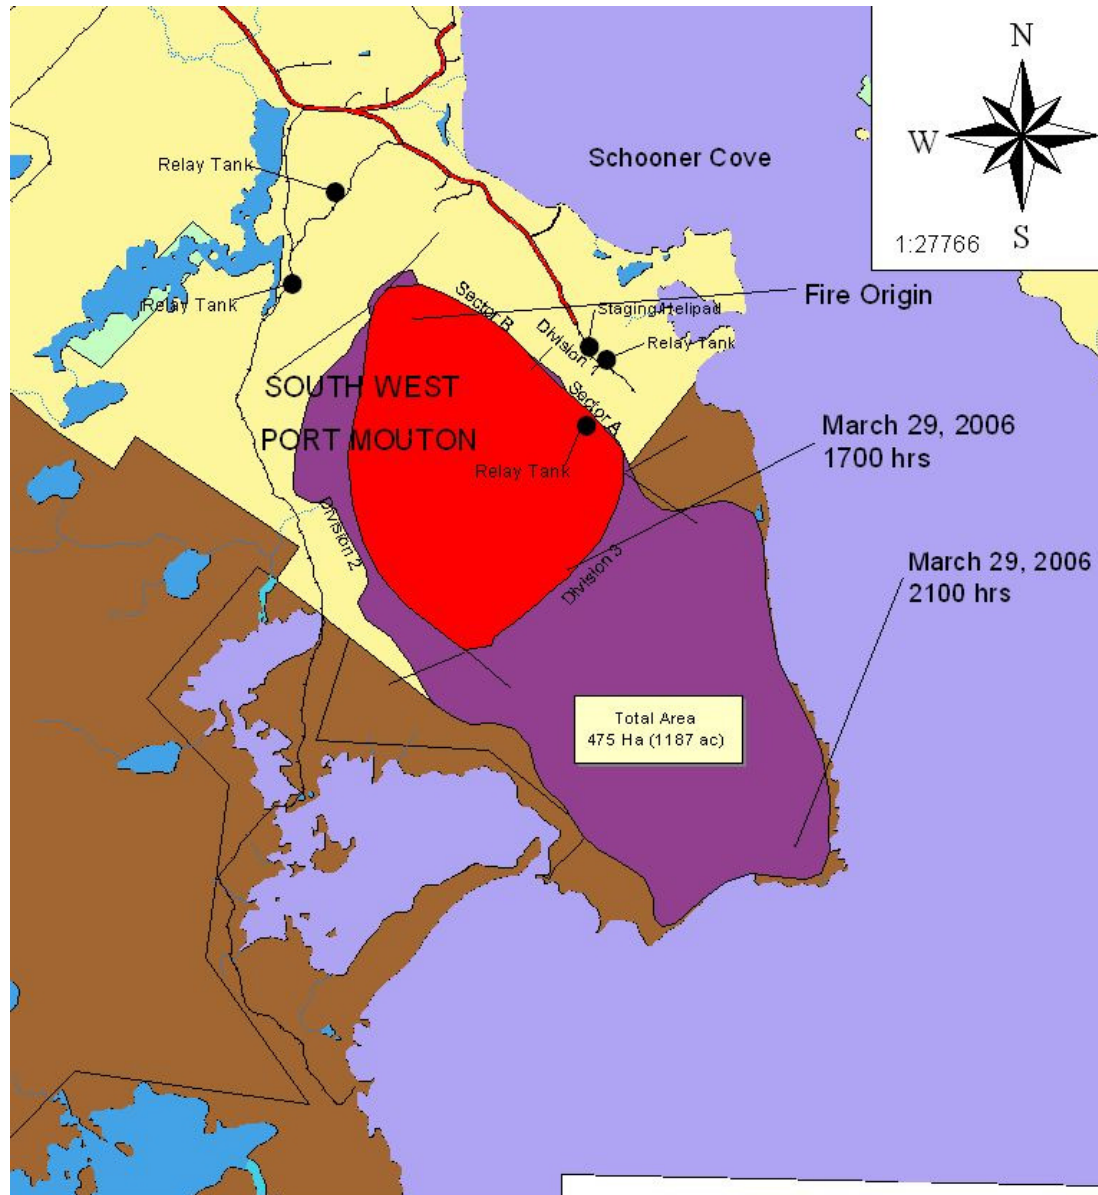 N
W
S
1:27766
Schooner Cove
Relay Tank
Relay Tank
Fire Origin
Sector B
Staging/Helipad
Division 1
Relay Tank
SOUTH WEST
PORT MOUTON
Sector A
Relay Tank
March 29, 2006
1700 hrs
Division 2
Division 3
March 29, 2006
2100 hrs
Total Area
475 Ha (1187 ac)